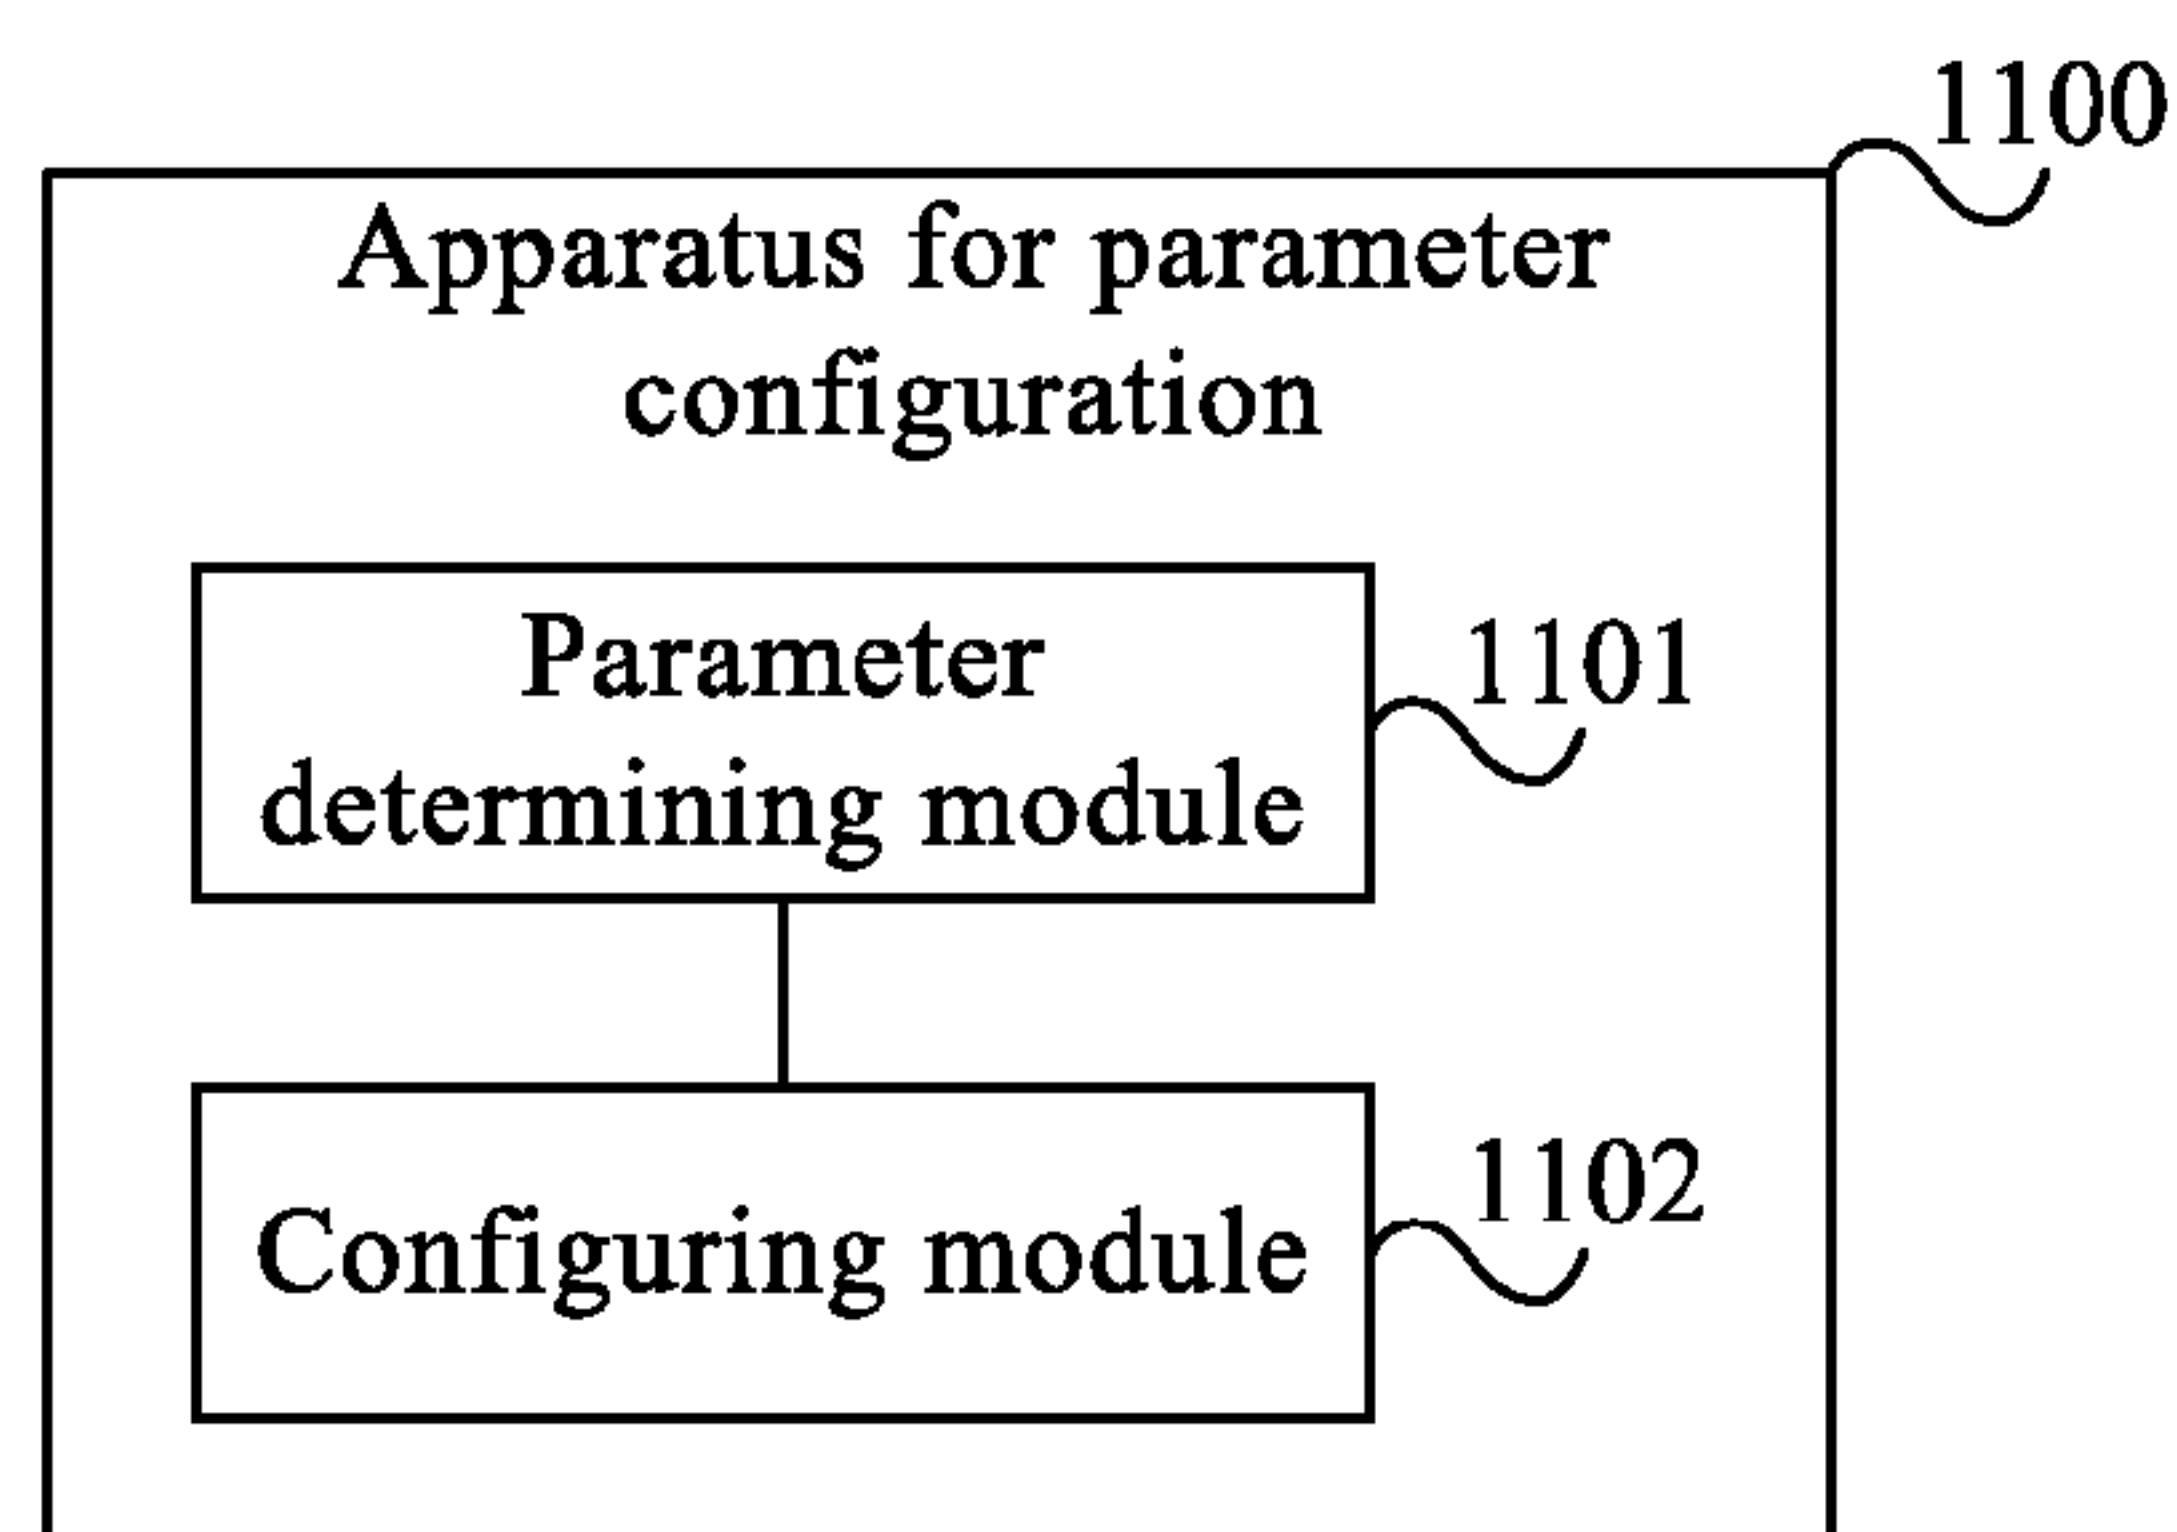 1100
Apparatus for parameter
configuration
Parameter
determining module
1101
Configuring module
1102